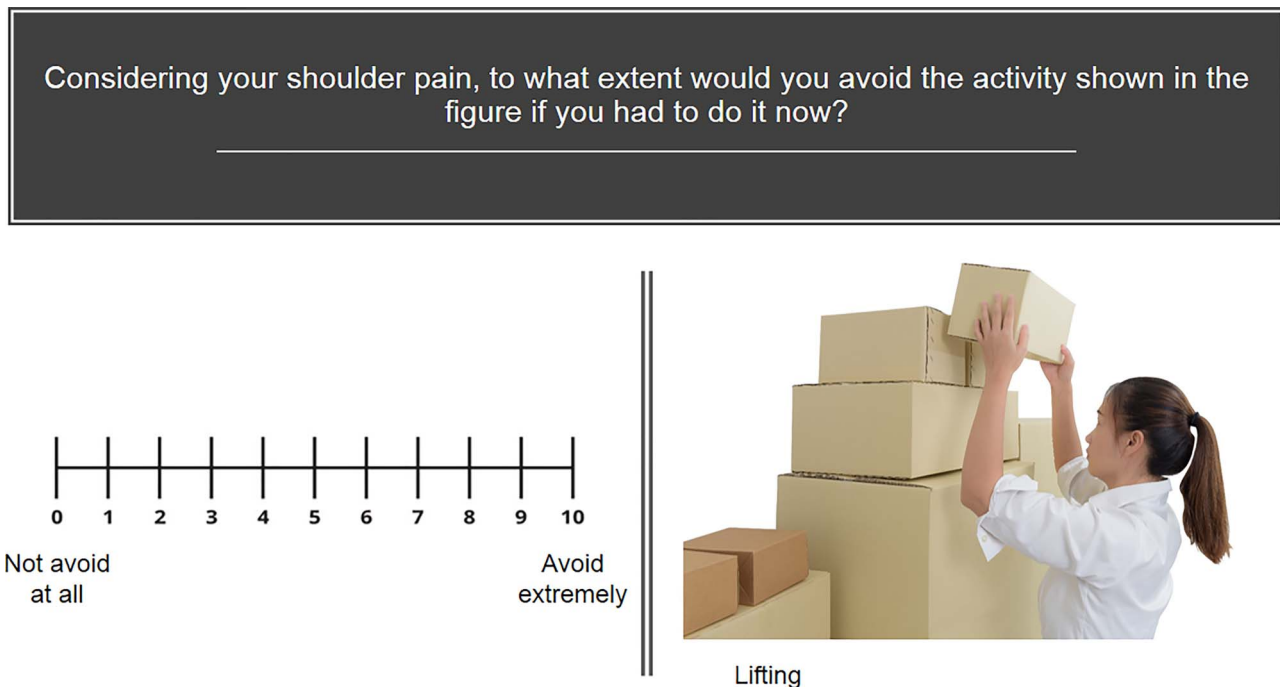 Considering your shoulder pain, to what extent would you avoid the activity shown in the
figure if you had to do it now?
0 1 2 3 4 5 6 7 8 9 10
Not avoid
at all
Avoid
extremely
Lifting